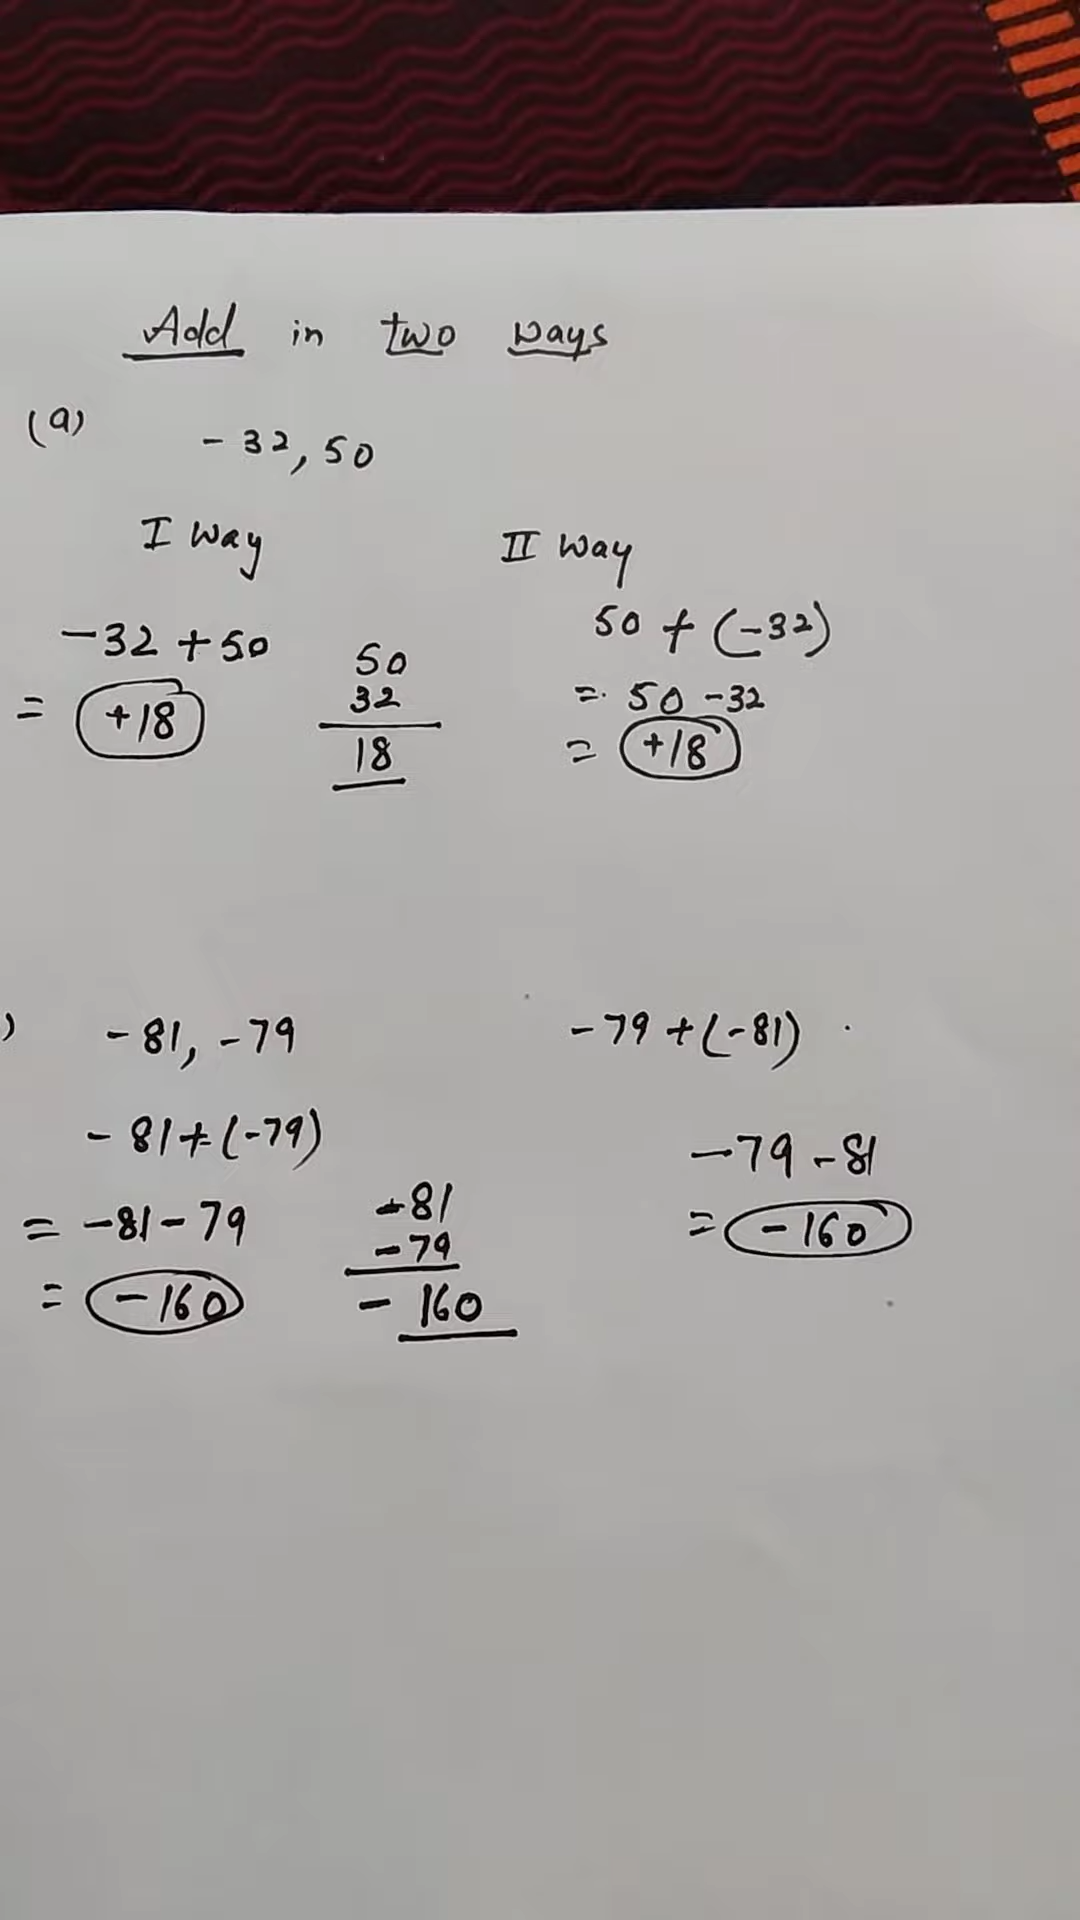 Add in two ways
(a)
-32, 50
I Way
-32 + 50
= +18
50
32
18
II Way
50 + (-32)
= 50 - 32
= +18
)
-81, -79
-81 + (-79)
= -81 - 79
= -160
-81
-79
- 160
-79 + (-81)
-79 - 81
= -160